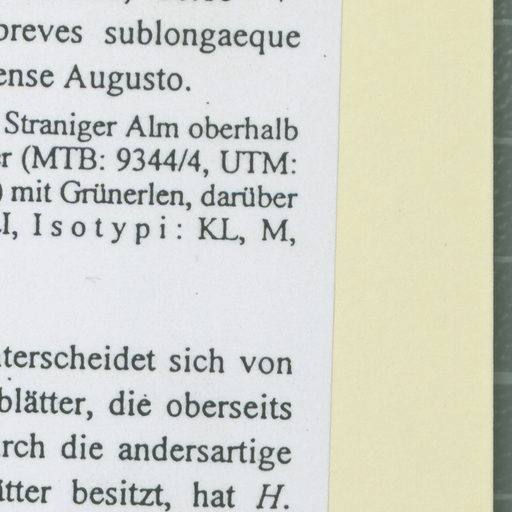 breves sublongaeque
ense Augusto.
Straniger Alm oberhalb
r (MTB: 9344/4, UTM:
) mit Grünerlen, darüber
I, Isotypi: KL, M,
terscheidet sich von
blätter, die oberseits
rch die andersartige
ätter besitzt, hat H.